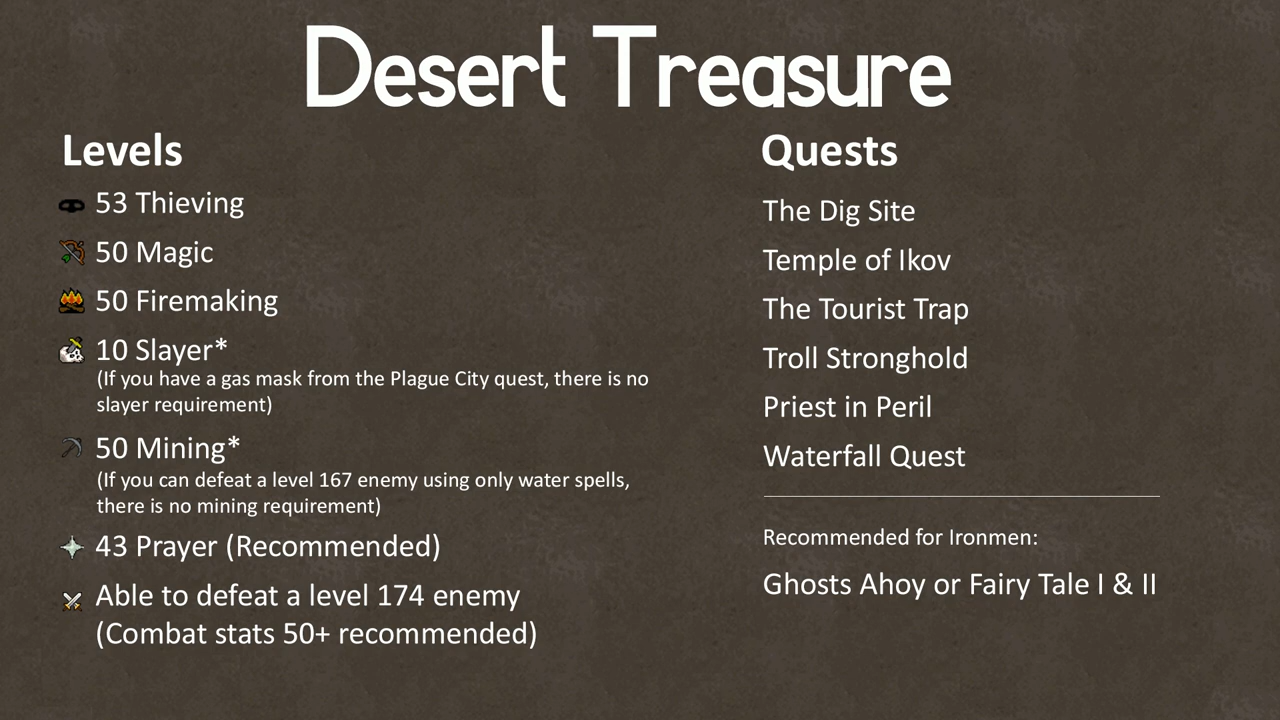 Desert Treasure
Levels
53 Thieving
50 Magic
50 Firemaking
10 Slayer*
(If you have a gas mask from the Plague City quest, there is no
slayer requirement)
50 Mining*
(If you can defeat a level 167 enemy using only water spells,
there is no mining requirement)
43 Prayer (Recommended)
Able to defeat a level 174 enemy
(Combat stats 50+ recommended)
Quests
The Dig Site
Temple of Ikov
The Tourist Trap
Troll Stronghold
Priest in Peril
Waterfall Quest
Recommended for Ironmen:
Ghosts Ahoy or Fairy Tale I & II